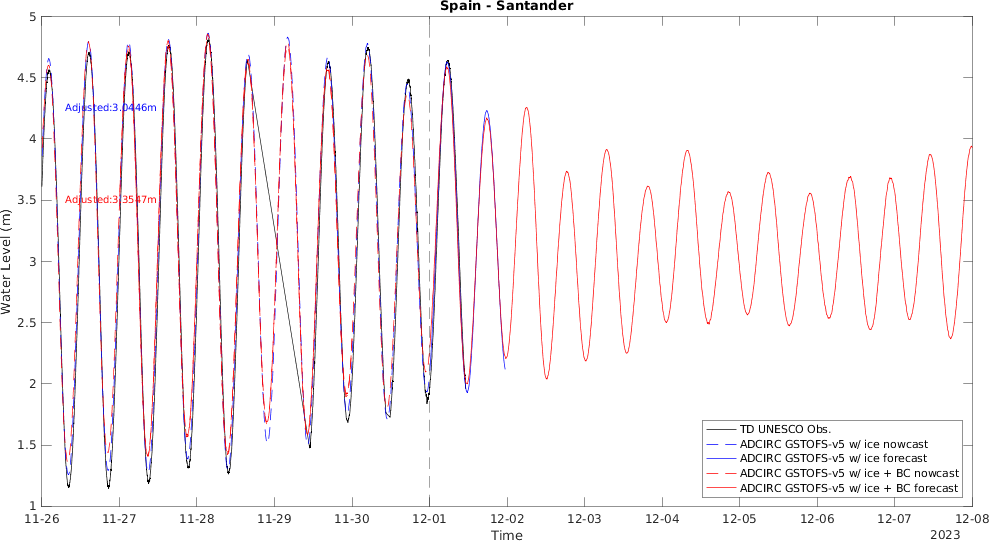 Spain - Santander
5
4.5
4
3.5
3
2.5
2
1.5
1
Water Level (m)
Adjusted:3.0446m
Adjusted:3.3547m
TD UNESCO Obs.
ADCIRC GSTOFS-v5 w/ ice nowcast
ADCIRC GSTOFS-v5 w/ ice forecast
ADCIRC GSTOFS-v5 w/ ice + BC nowcast
ADCIRC GSTOFS-v5 w/ ice + BC forecast
11-26 11-27 11-28 11-29 11-30 12-01 12-02 12-03 12-04 12-05 12-06 12-07 12-08
Time
2023